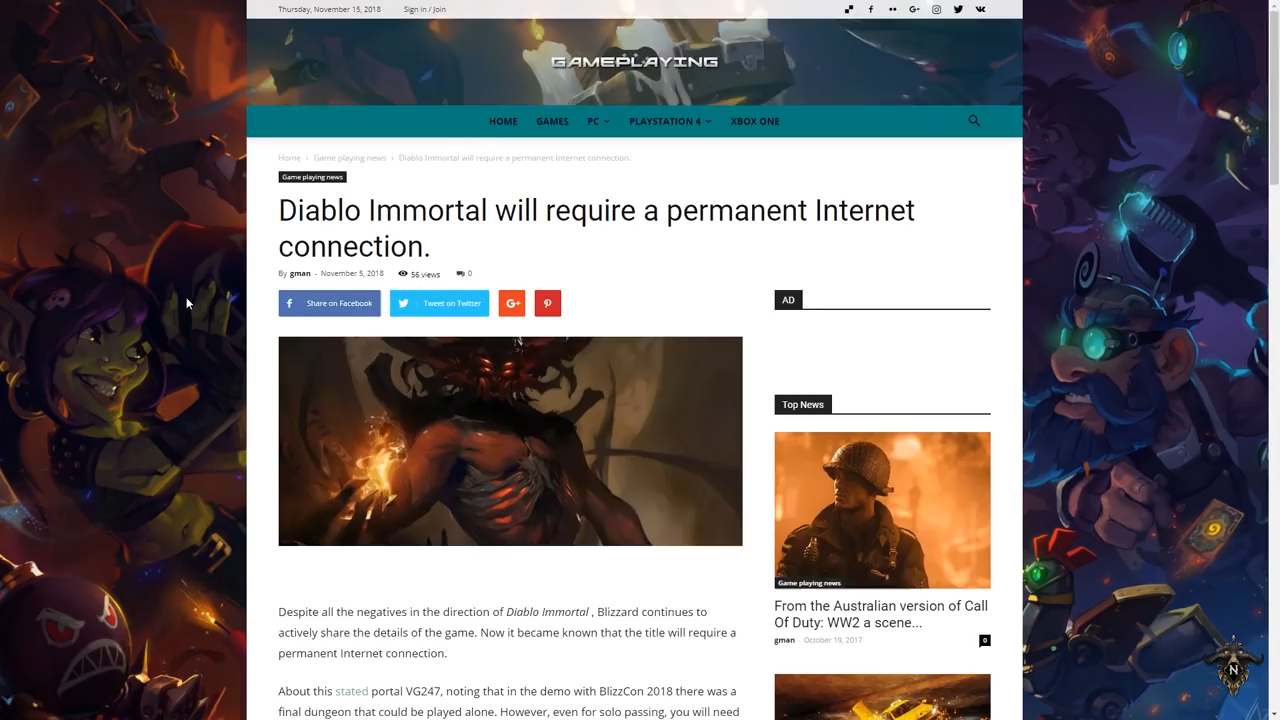 Thursday, November 15, 2018
Sign in / Join
GAMEPLAYING
HOME GAMES PC PLAYSTATION 4 XBOX ONE
Home › Game playing news › Diablo Immortal will require a permanent Internet connection.
Game playing news
Diablo Immortal will require a permanent Internet
connection.
By gman - November 5, 2018 56 views 0
Share on Facebook
Tweet on Twitter
G+
AD
Top News
Game playing news
From the Australian version of Call
Of Duty: WW2 a scene...
gman - October 19, 2017 0
Despite all the negatives in the direction of Diablo Immortal , Blizzard continues to
actively share the details of the game. Now it became known that the title will require a
permanent Internet connection.
About this stated portal VG247, noting that in the demo with BlizzCon 2018 there was a
final dungeon that could be played alone. However, even for solo passing, you will need
N